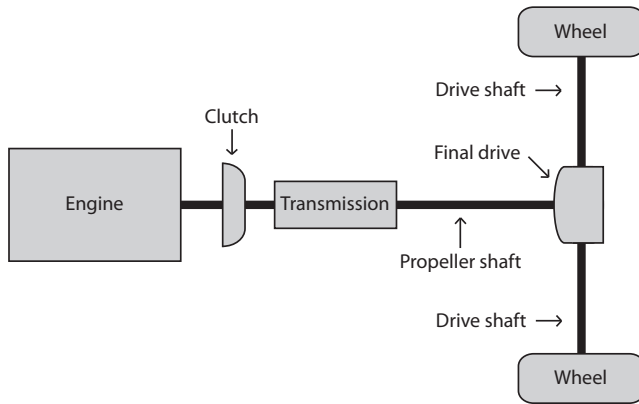 Wheel
Drive shaft
Clutch
Final drive
Engine
Transmission
Propeller shaft
Drive shaft
Wheel